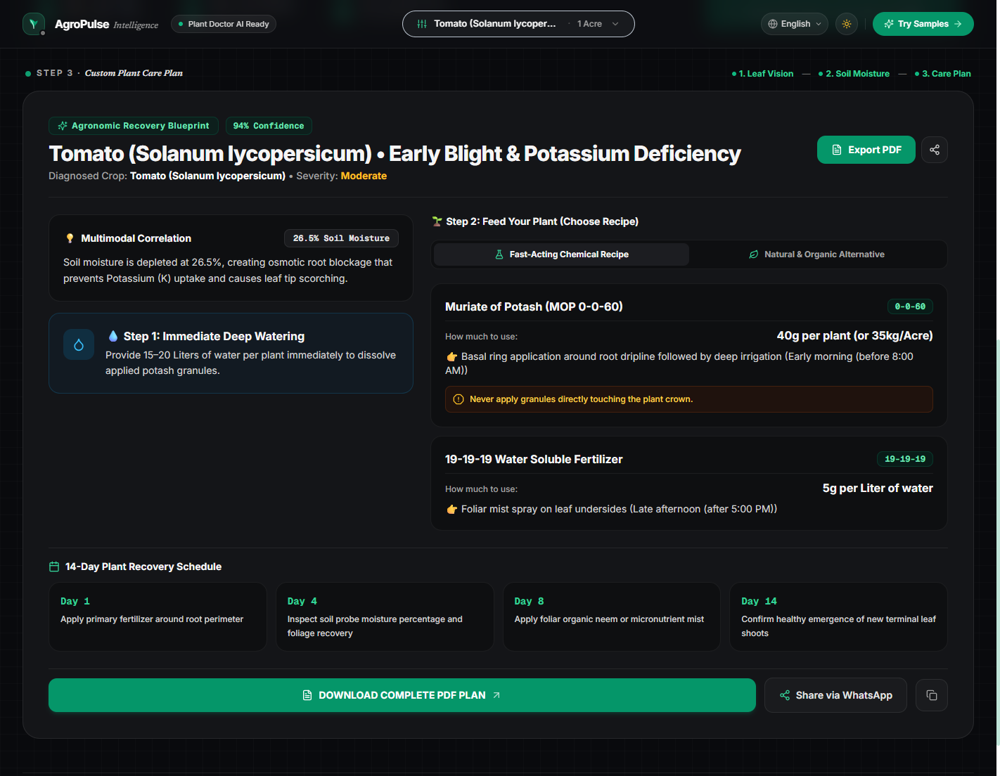 AgroPulse Intelligence
Plant Doctor AI Ready
Tomato (Solanum lycoper... · 1 Acre
English
Try Samples
STEP 3 · Custom Plant Care Plan
1. Leaf Vision — 2. Soil Moisture — 3. Care Plan
Agronomic Recovery Blueprint
94% Confidence
Tomato (Solanum lycopersicum) • Early Blight & Potassium Deficiency
Diagnosed Crop: Tomato (Solanum lycopersicum) • Severity: Moderate
Export PDF
Multimodal Correlation
26.5% Soil Moisture
Soil moisture is depleted at 26.5%, creating osmotic root blockage that
prevents Potassium (K) uptake and causes leaf tip scorching.
Step 1: Immediate Deep Watering
Provide 15–20 Liters of water per plant immediately to dissolve
applied potash granules.
Step 2: Feed Your Plant (Choose Recipe)
Fast-Acting Chemical Recipe
Natural & Organic Alternative
Muriate of Potash (MOP 0-0-60)
0-0-60
How much to use:
40g per plant (or 35kg/Acre)
Basal ring application around root dripline followed by deep irrigation (Early morning (before 8:00
AM))
Never apply granules directly touching the plant crown.
19-19-19 Water Soluble Fertilizer
19-19-19
How much to use:
5g per Liter of water
Foliar mist spray on leaf undersides (Late afternoon (after 5:00 PM))
14-Day Plant Recovery Schedule
Day 1
Apply primary fertilizer around root perimeter
Day 4
Inspect soil probe moisture percentage and
foliage recovery
Day 8
Apply foliar organic neem or micronutrient mist
Day 14
Confirm healthy emergence of new terminal leaf
shoots
DOWNLOAD COMPLETE PDF PLAN
Share via WhatsApp